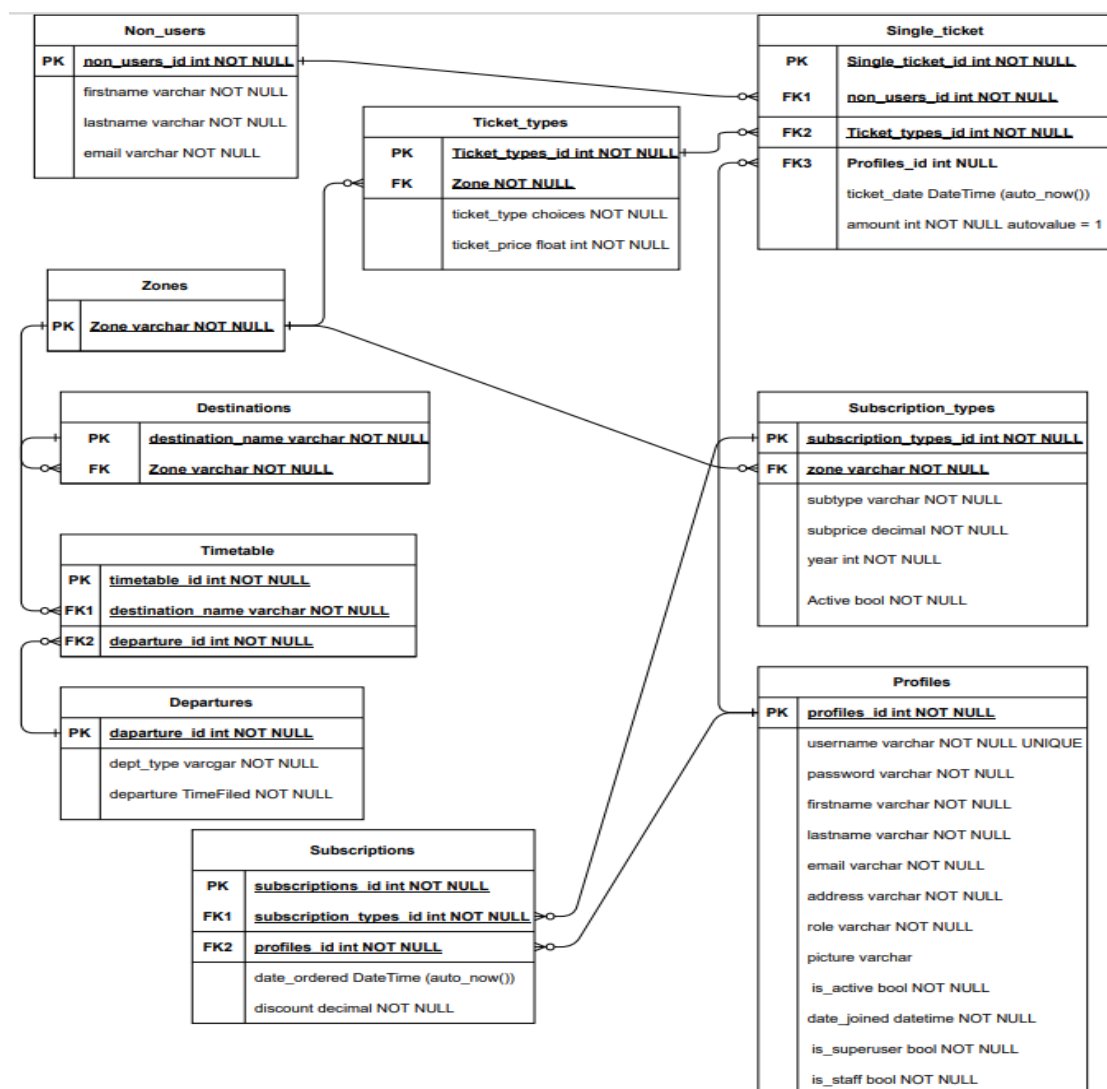 Non_users
PK non_users_id int NOT NULL
firstname varchar NOT NULL
lastname varchar NOT NULL
email varchar NOT NULL
Single_ticket
PK Single_ticket_id int NOT NULL
FK1 non_users_id int NOT NULL
FK2 Ticket_types_id int NOT NULL
FK3 Profiles_id int NULL
ticket_date DateTime (auto_now())
amount int NOT NULL autovalue = 1
Ticket_types
PK Ticket_types_id int NOT NULL
FK Zone NOT NULL
ticket_type choices NOT NULL
ticket_price float int NOT NULL
Zones
PK Zone varchar NOT NULL
Destinations
PK destination_name varchar NOT NULL
FK Zone varchar NOT NULL
Subscription_types
PK subscription_types_id int NOT NULL
FK zone varchar NOT NULL
subtype varchar NOT NULL
subprice decimal NOT NULL
year int NOT NULL
Active bool NOT NULL
Timetable
PK timetable_id int NOT NULL
FK1 destination_name varchar NOT NULL
FK2 departure_id int NOT NULL
Departures
PK daparture_id int NOT NULL
dept_type varcgar NOT NULL
departure TimeFiled NOT NULL
Profiles
PK profiles_id int NOT NULL
username varchar NOT NULL UNIQUE
password varchar NOT NULL
firstname varchar NOT NULL
lastname varchar NOT NULL
email varchar NOT NULL
address varchar NOT NULL
role varchar NOT NULL
picture varchar
is_active bool NOT NULL
date_joined datetime NOT NULL
is_superuser bool NOT NULL
is_staff bool NOT NULL
Subscriptions
PK subscriptions_id int NOT NULL
FK1 subscription_types_id int NOT NULL
FK2 profiles_id int NOT NULL
date_ordered DateTime (auto_now())
discount decimal NOT NULL